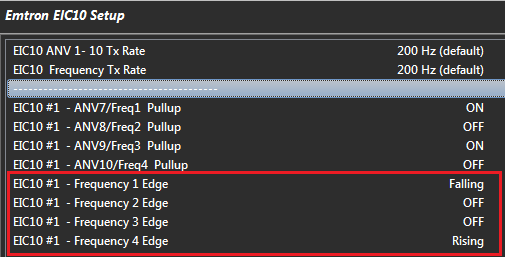 Emtron EIC10 Setup
EIC10 ANV 1- 10 Tx Rate 200 Hz (default)
EIC10  Frequency Tx Rate 200 Hz (default)
----------------------------------------
EIC10 #1  - ANV7/Freq1  Pullup ON
EIC10 #1  - ANV8/Freq2  Pullup OFF
EIC10 #1  - ANV9/Freq3  Pullup ON
EIC10 #1  - ANV10/Freq4  Pullup OFF
EIC10 #1  - Frequency 1 Edge Falling
EIC10 #1  - Frequency 2 Edge OFF
EIC10 #1  - Frequency 3 Edge OFF
EIC10 #1  - Frequency 4 Edge Rising